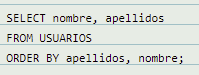 SELECT nombre, apellidos
FROM USUARIOS
ORDER BY apellidos, nombre;